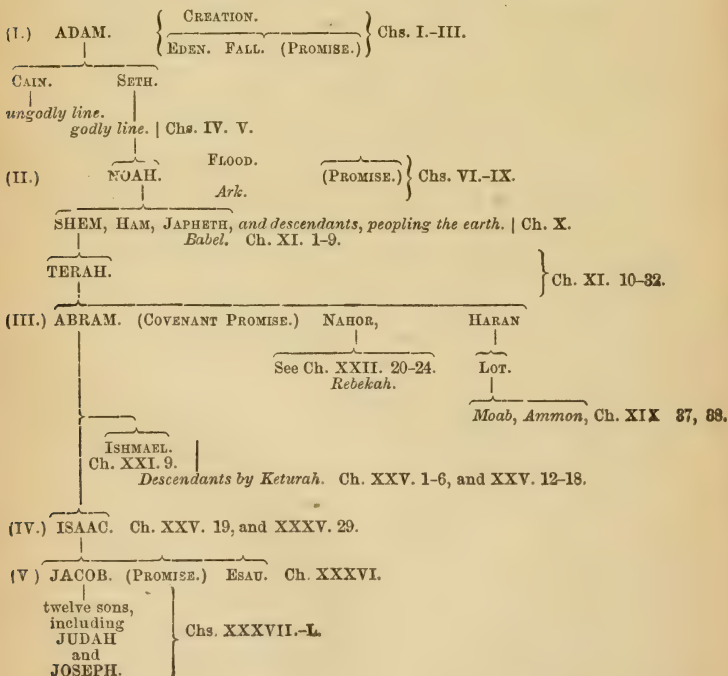 (I.) ADAM. { CREATION. EDEN. FALL. (PROMISE.) } Chs. I.-III.
CAIN. SETH.
ungodly line.
godly line. | Chs. IV. V.
(II.) NOAH. FLOOD. (PROMISE.) } Chs. VI.-IX.
Ark.
SHEM, HAM, JAPHETH, and descendants, peopling the earth. | Ch. X.
Babel. Ch. XI. 1-9.
TERAH.
} Ch. XI. 10-32.
(III.) ABRAM. (COVENANT PROMISE.) NAHOR, HARAN
See Ch. XXII. 20-24. LOT.
Rebekah.
Moab, Ammon, Ch. XIX 37, 38.
ISHMAEL.
Ch. XXI. 9.
Descendants by Keturah. Ch. XXV. 1-6, and XXV. 12-18.
(IV.) ISAAC. Ch. XXV. 19, and XXXV. 29.
(V ) JACOB. (PROMISE.) ESAU. Ch. XXXVI.
twelve sons,
including
JUDAH } Chs. XXXVII.-L.
and
JOSEPH.